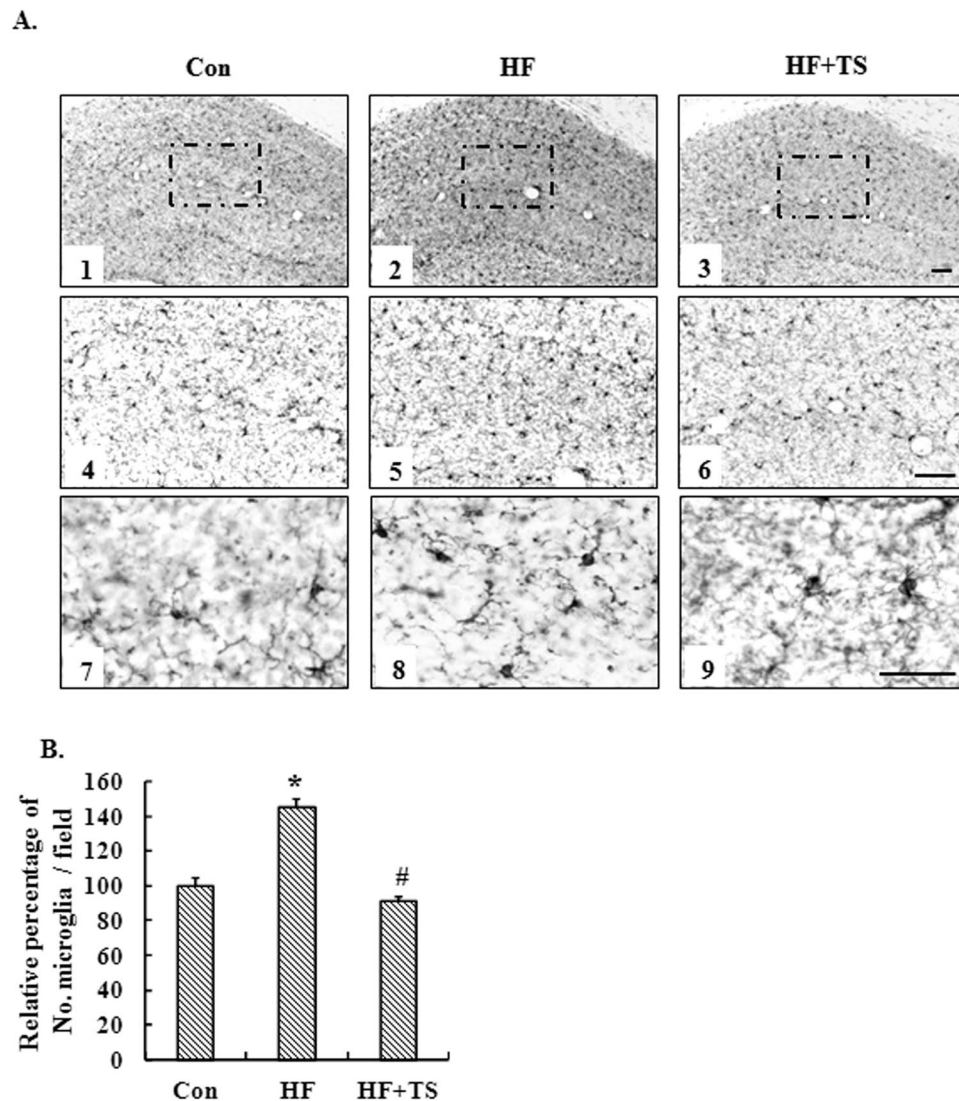 A.
Con HF HF+TS
1 2 3
4 5 6
7 8 9
B.
Relative percentage of
No. microglia / field
160
140
120
100
80
60
40
20
0
*
#
Con HF HF+TS